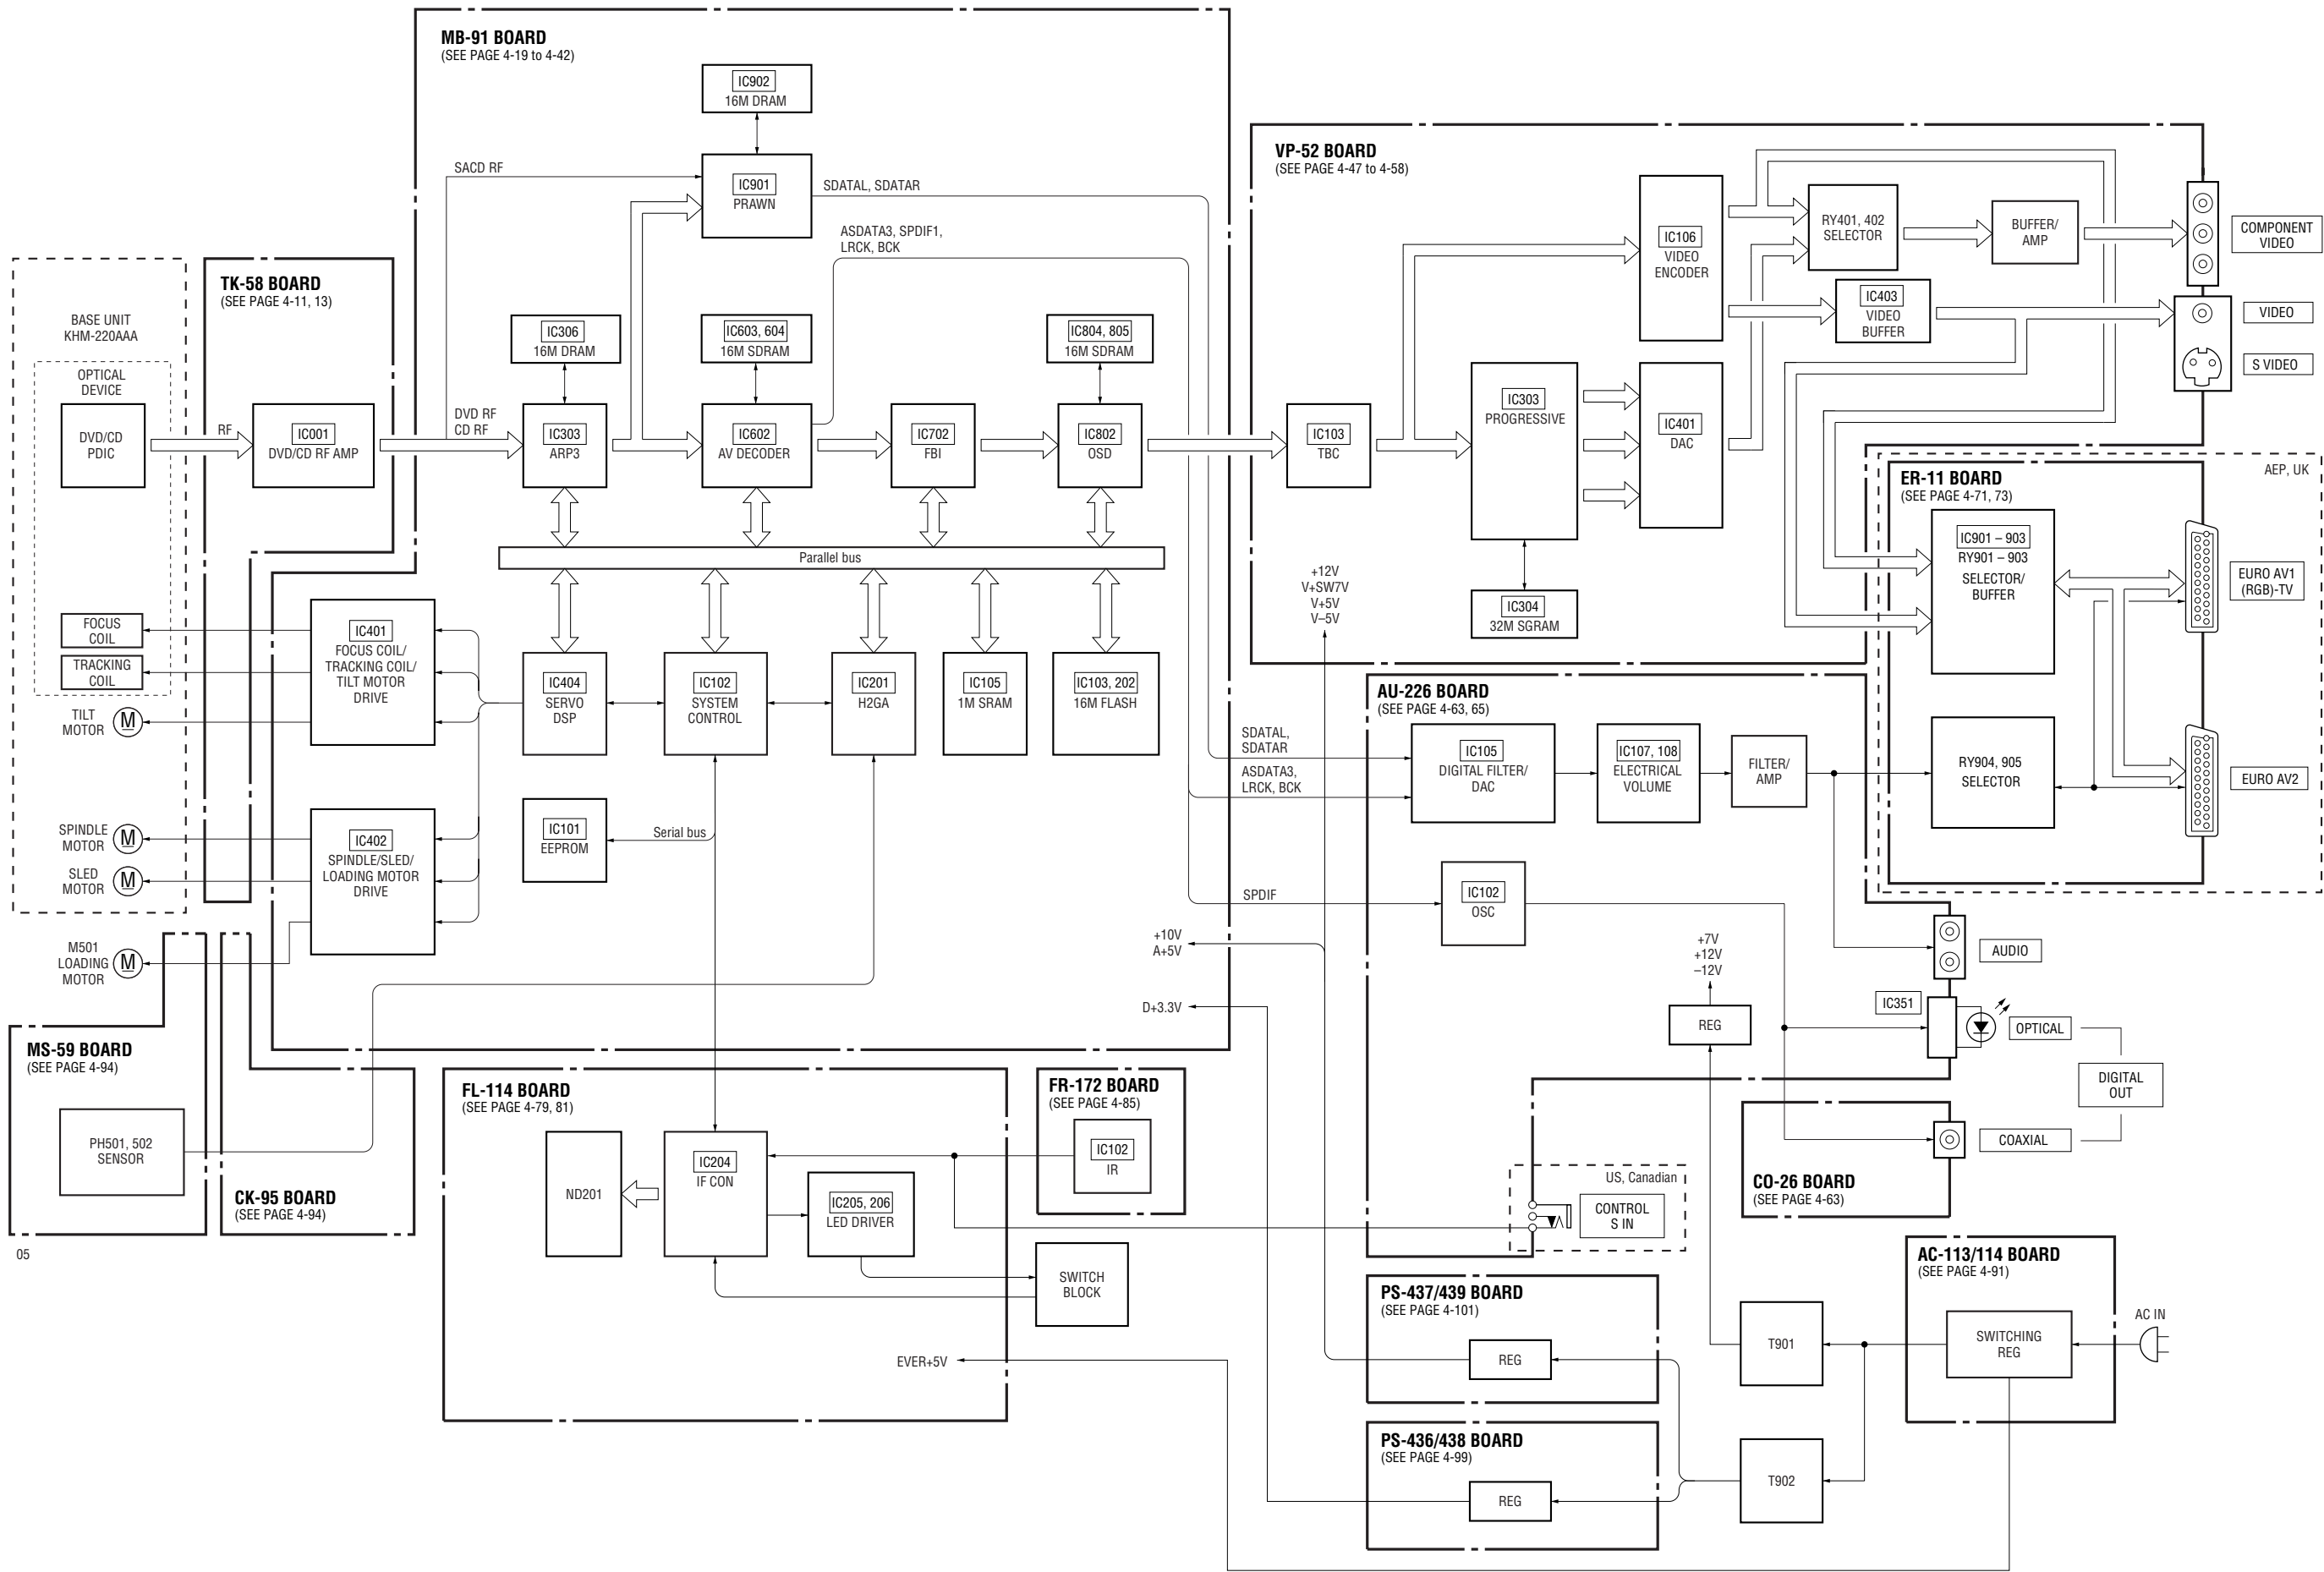 MB-91 BOARD
(SEE PAGE 4-19 to 4-42)
IC902
16M DRAM
SACD RF
IC901
PRAWN
SDATAL, SDATAR
ASDATA3, SPDIF1,
LRCK, BCK
IC306
16M DRAM
IC603, 604
16M SDRAM
IC804, 805
16M SDRAM
DVD RF
CD RF
IC303
ARP3
IC602
AV DECODER
IC702
FBI
IC802
OSD
Parallel bus
IC401
FOCUS COIL/
TRACKING COIL/
TILT MOTOR
DRIVE
IC404
SERVO
DSP
IC102
SYSTEM
CONTROL
IC201
H2GA
IC105
1M SRAM
IC103, 202
16M FLASH
IC402
SPINDLE/SLED/
LOADING MOTOR
DRIVE
IC101
EEPROM
Serial bus
+10V
A+5V
D+3.3V
TK-58 BOARD
(SEE PAGE 4-11, 13)
RF
IC001
DVD/CD RF AMP
BASE UNIT
KHM-220AAA
OPTICAL
DEVICE
DVD/CD
PDIC
FOCUS
COIL
TRACKING
COIL
TILT
MOTOR
M
SPINDLE
MOTOR
M
SLED
MOTOR
M
M501
LOADING
MOTOR
M
MS-59 BOARD
(SEE PAGE 4-94)
PH501, 502
SENSOR
CK-95 BOARD
(SEE PAGE 4-94)
05
FL-114 BOARD
(SEE PAGE 4-79, 81)
ND201
IC204
IF CON
IC205, 206
LED DRIVER
EVER+5V
FR-172 BOARD
(SEE PAGE 4-85)
IC102
IR
SWITCH
BLOCK
VP-52 BOARD
(SEE PAGE 4-47 to 4-58)
IC106
VIDEO
ENCODER
RY401, 402
SELECTOR
BUFFER/
AMP
IC403
VIDEO
BUFFER
IC103
TBC
IC303
PROGRESSIVE
IC401
DAC
IC304
32M SGRAM
+12V
V+SW7V
V+5V
V–5V
COMPONENT
VIDEO
VIDEO
S VIDEO
AEP, UK
ER-11 BOARD
(SEE PAGE 4-71, 73)
IC901 – 903
RY901 – 903
SELECTOR/
BUFFER
RY904, 905
SELECTOR
EURO AV1
(RGB)-TV
EURO AV2
AU-226 BOARD
(SEE PAGE 4-63, 65)
SDATAL,
SDATAR
ASDATA3,
LRCK, BCK
IC105
DIGITAL FILTER/
DAC
IC107, 108
ELECTRICAL
VOLUME
FILTER/
AMP
SPDIF
IC102
OSC
+7V
+12V
–12V
REG
AUDIO
IC351
OPTICAL
DIGITAL
OUT
COAXIAL
CO-26 BOARD
(SEE PAGE 4-63)
US, Canadian
CONTROL
S IN
PS-437/439 BOARD
(SEE PAGE 4-101)
REG
PS-436/438 BOARD
(SEE PAGE 4-99)
REG
T901
T902
AC-113/114 BOARD
(SEE PAGE 4-91)
SWITCHING
REG
AC IN